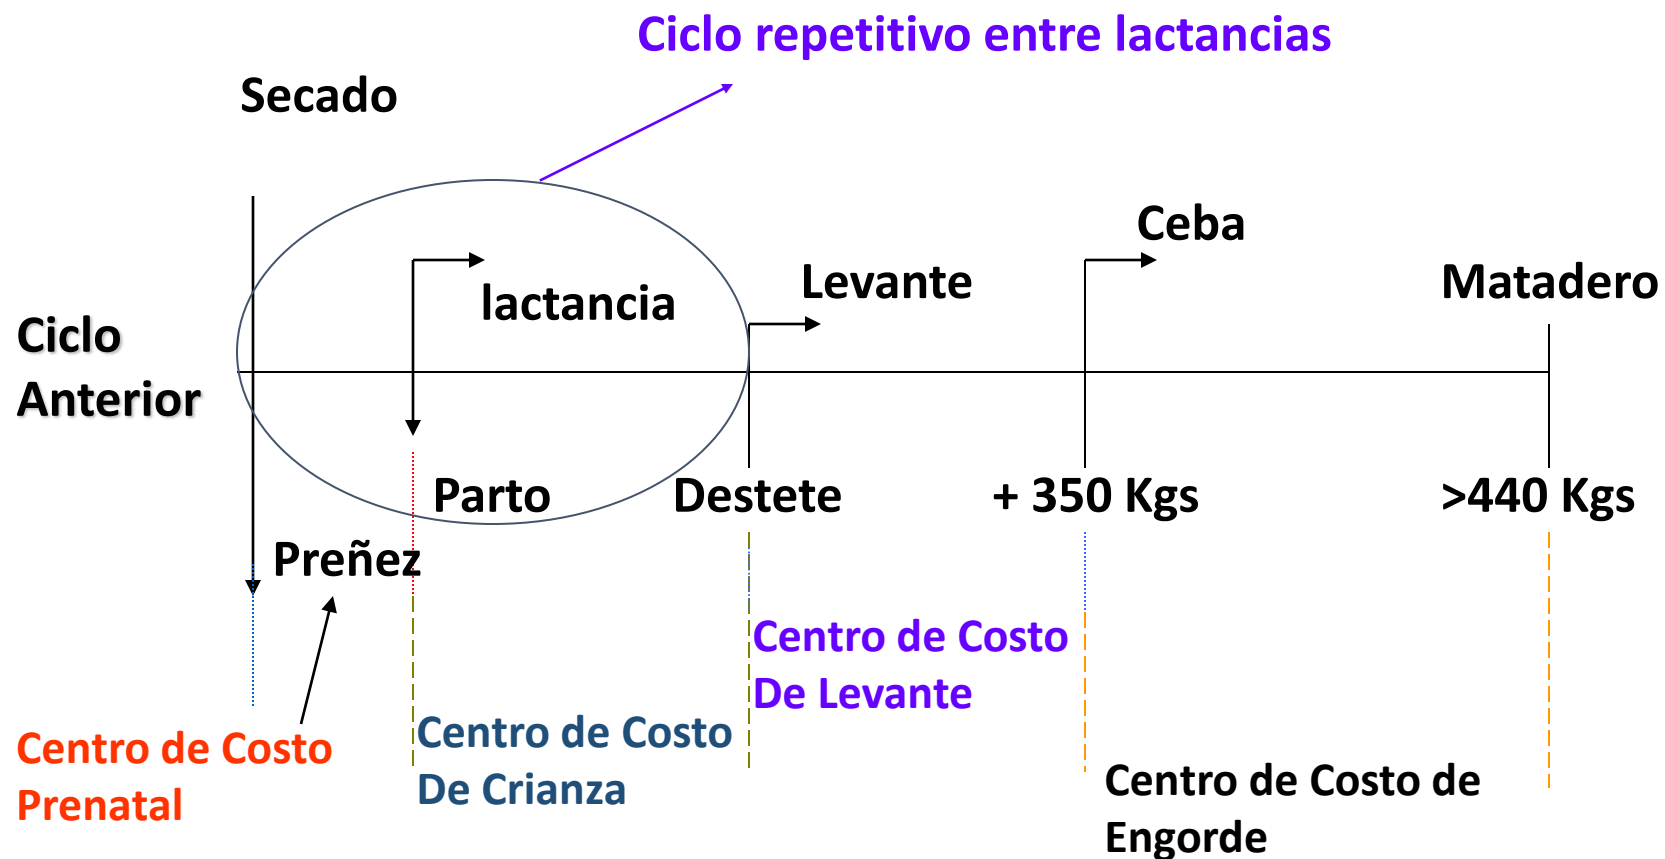 Ciclo repetitivo entre lactancias
Secado
Ceba
Levante
Matadero
lactancia
Ciclo
Anterior
Parto
Destete
+ 350 Kgs
>440 Kgs
Preñez
Centro de Costo
De Levante
Centro de Costo
De Crianza
Centro de Costo
Prenatal
Centro de Costo de
Engorde